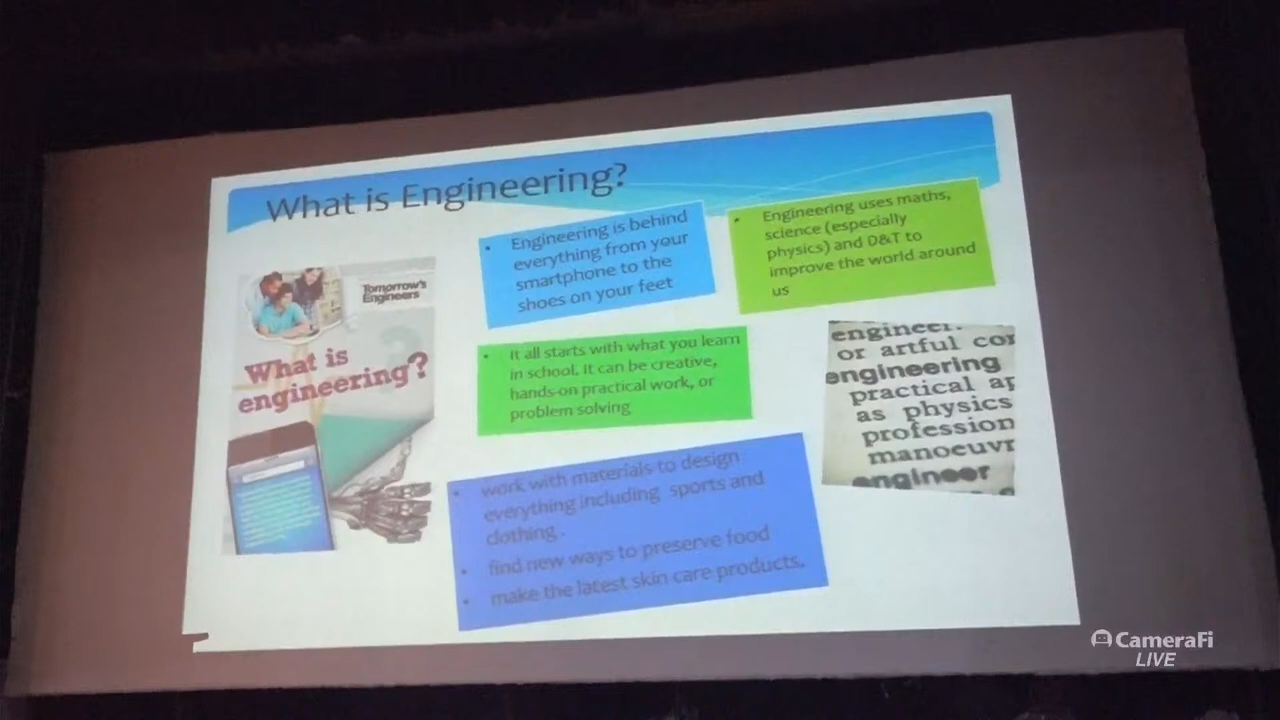 What is Engineering?
• Engineering is behind
everything from your
smartphone to the
shoes on your feet
• Engineering uses maths,
science (especially
physics) and D&T to
improve the world around
us
Tomorrow's
Engineers
What is
engineering?
• It all starts with what you learn
in school. It can be creative,
hands-on practical work, or
problem solving
engineer.
or artful cor
engineering
practical ap
as physics
profession
manoeuvr
engineer
• work with materials to design
everything including sports and
clothing.
• find new ways to preserve food
• make the latest skin care products.
CameraFi
LIVE